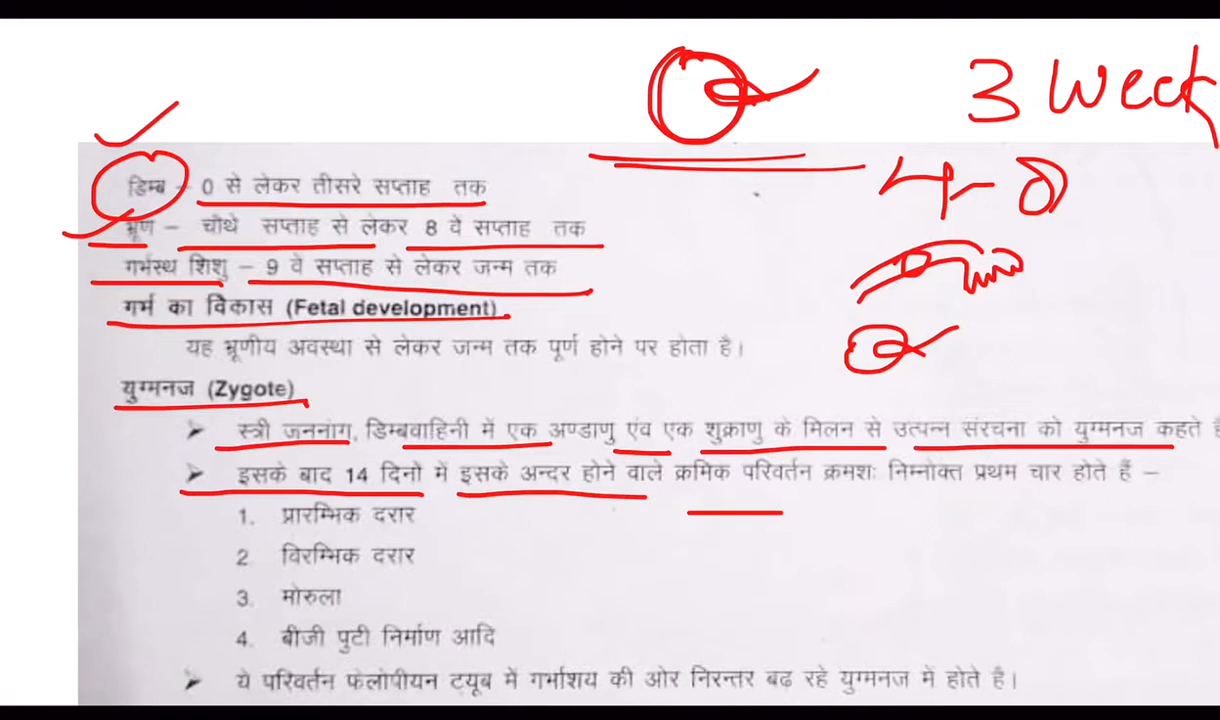 3 Week
4-8
डिम्ब – 0 से लेकर तीसरे सप्ताह तक
भ्रूण – चौथे सप्ताह से लेकर 8 वे सप्ताह तक
गर्भस्थ शिशु – 9 वे सप्ताह से लेकर जन्म तक
गर्भ का विकास (Fetal development)
यह भ्रूणीय अवस्था से लेकर जन्म तक पूर्ण होने पर होता है।
युग्मनज (Zygote)
➤ स्त्री जननांग, डिम्बवाहिनी में एक अण्डाणु एंव एक शुक्राणु के मिलन से उत्पन्न संरचना को युग्मनज कहते
➤ इसके बाद 14 दिनों में इसके अन्दर होने वाले क्रमिक परिवर्तन क्रमशः निम्नोक्त प्रथम चार होते हैं –
1. प्रारम्भिक दरार
2 विरम्भिक दरार
3. मोरुला
4. बीजी पुटी निर्माण आदि
➤ ये परिवर्तन फेलोपीयन ट्यूब में गर्भाशय की ओर निरन्तर बढ़ रहे युग्मनज में होते है।